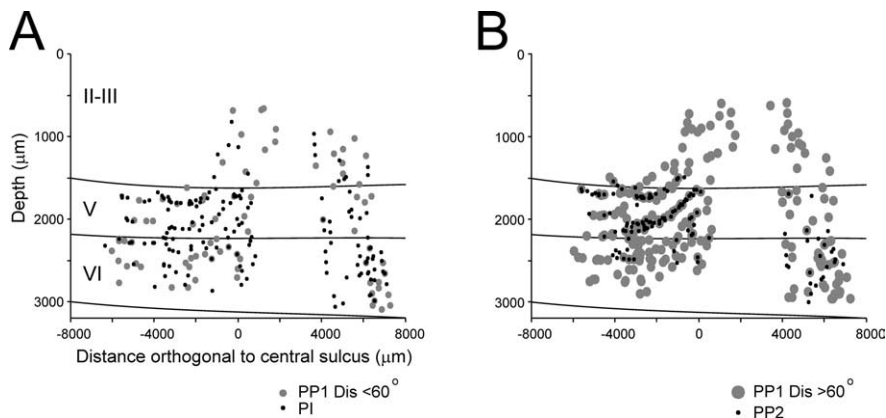 A
B
0
1000
2000
3000
Depth (µm)
II-III
V
VI
-8000 -4000 0 4000 8000
Distance orthogonal to central sulcus (µm)
PP1 Dis <60°
PI
0
1000
2000
3000
-8000 -4000 0 4000 8000
PP1 Dis >60°
PP2